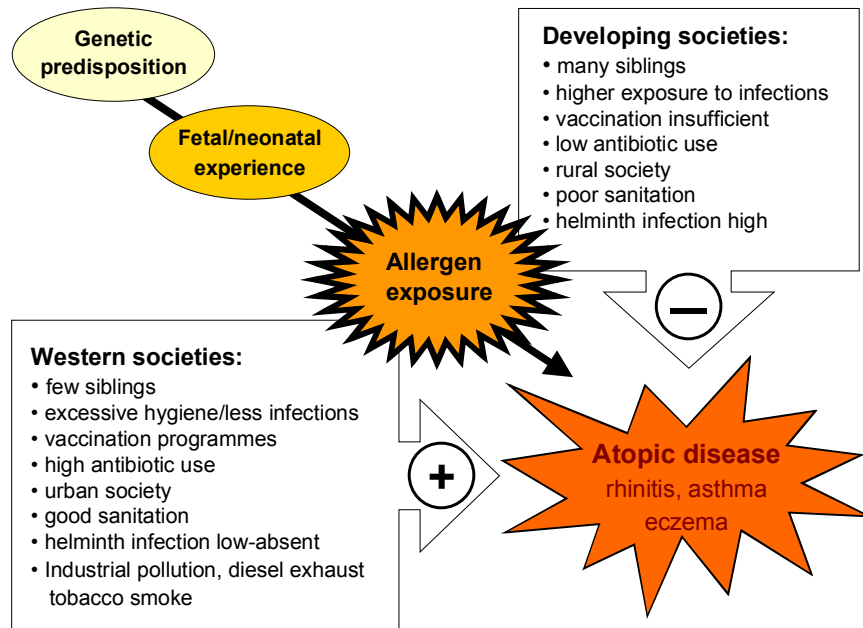 Genetic
predisposition
Fetal/neonatal
experience
Allergen
exposure
Developing societies:
• many siblings
• higher exposure to infections
• vaccination insufficient
• low antibiotic use
• rural society
• poor sanitation
• helminth infection high
−
Western societies:
• few siblings
• excessive hygiene/less infections
• vaccination programmes
• high antibiotic use
• urban society
• good sanitation
• helminth infection low-absent
• Industrial pollution, diesel exhaust
tobacco smoke
+
Atopic disease
rhinitis, asthma
eczema